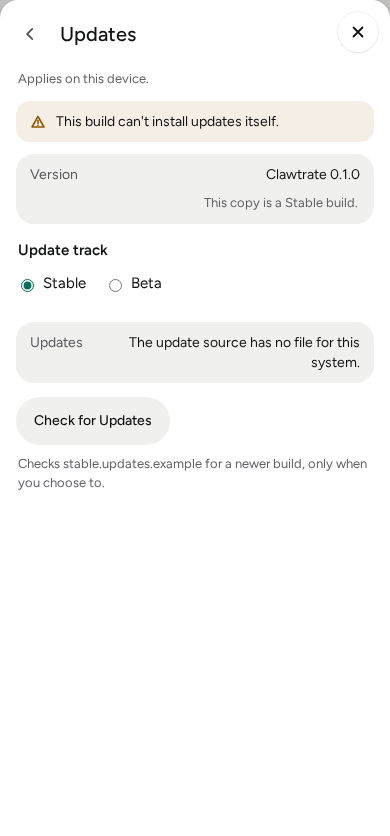 Updates
Applies on this device.
This build can't install updates itself.
Version
Clawtrate 0.1.0
This copy is a Stable build.
Update track
Stable
Beta
Updates
The update source has no file for this
system.
Check for Updates
Checks stable.updates.example for a newer build, only when
you choose to.